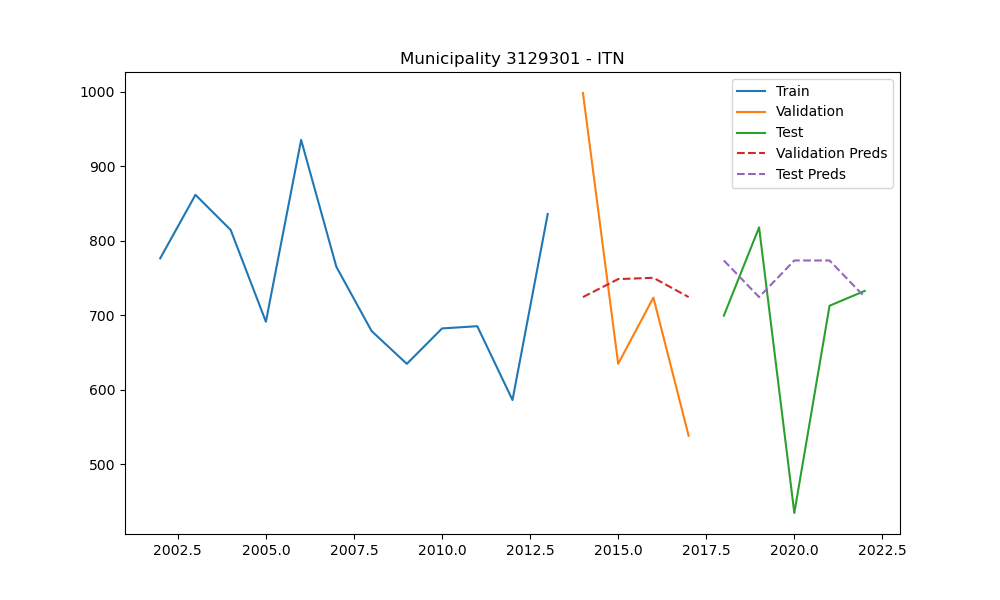 Municipality 3129301 - ITN
1000
900
800
700
600
500
2002.5
2005.0
2007.5
2010.0
2012.5
2015.0
2017.5
2020.0
2022.5
Train
Validation
Test
Validation Preds
Test Preds